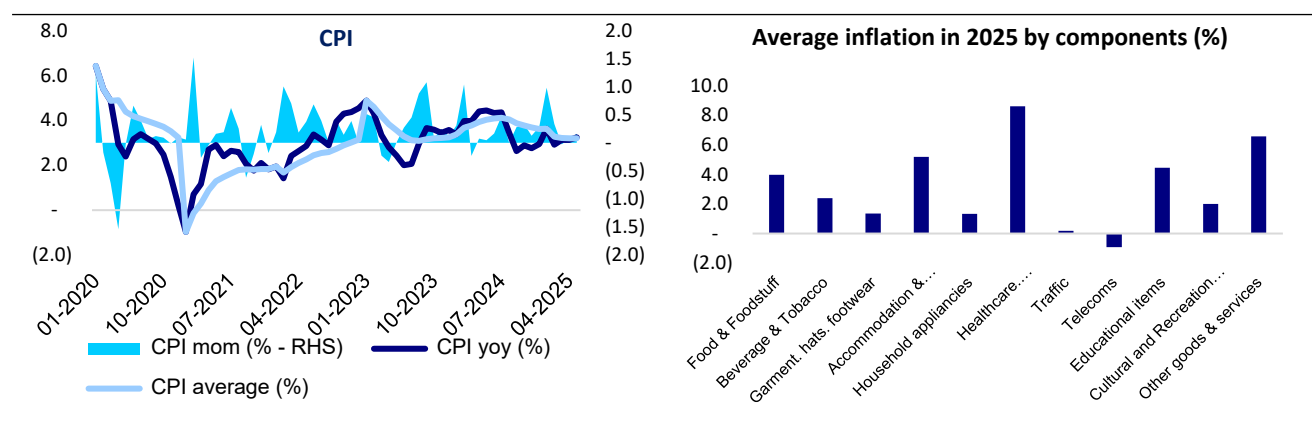 CPI
8.0
6.0
4.0
2.0
-
(2.0)
2.0
1.5
1.0
0.5
-
(0.5)
(1.0)
(1.5)
(2.0)
01-2020
10-2020
07-2021
04-2022
01-2023
10-2023
07-2024
04-2025
CPI mom (% - RHS)
CPI yoy (%)
CPI average (%)
Average inflation in 2025 by components (%)
10.0
8.0
6.0
4.0
2.0
-
(2.0)
Food & Foodstuff
Beverage & Tobacco
Garment. hats. footwear
Accommodation &…
Household appliancies
Healthcare.…
Traffic
Telecoms
Educational items
Cultural and Recreation…
Other goods & services